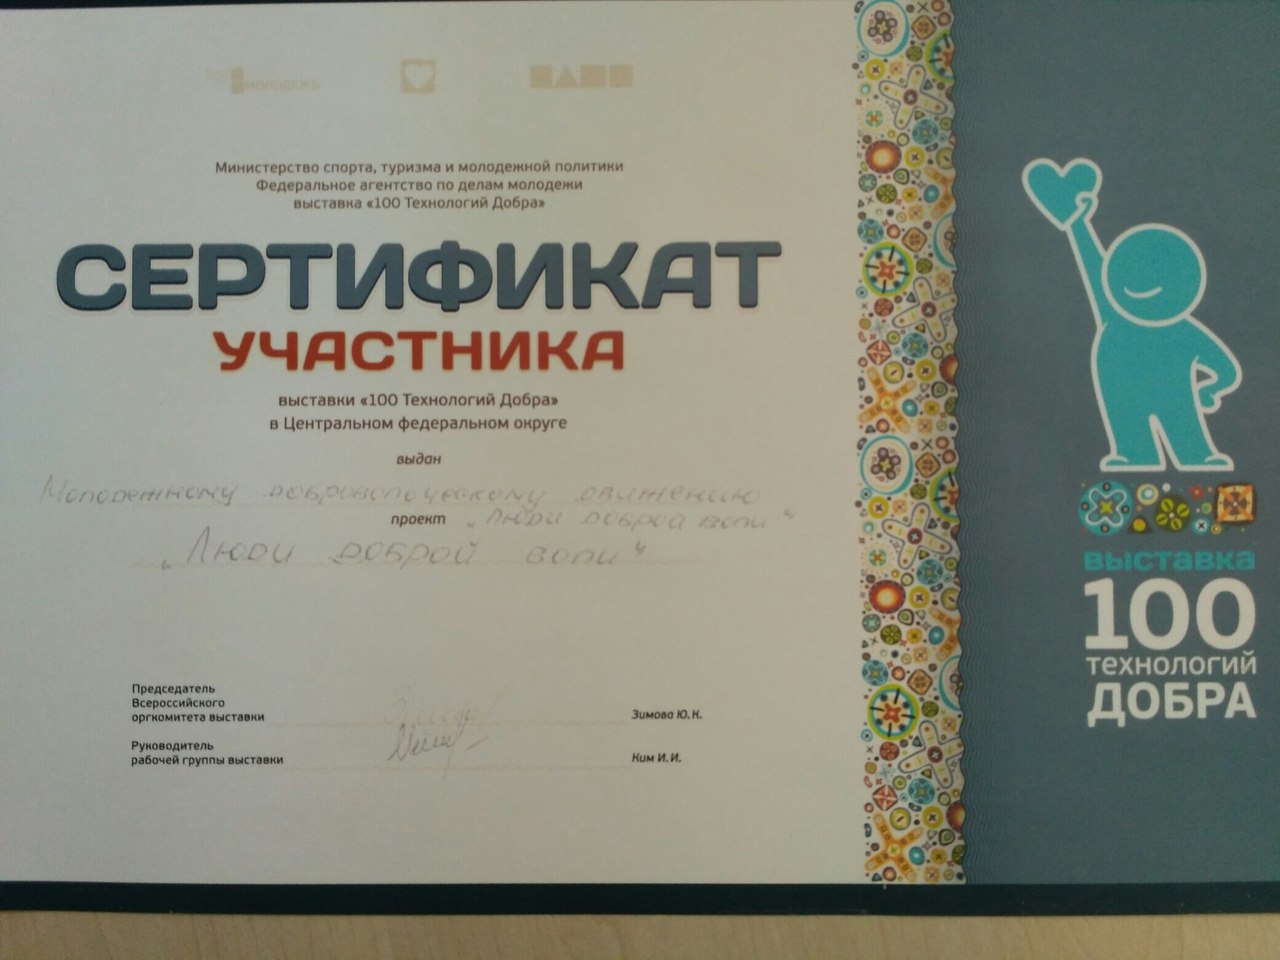 молодежь
Министерство спорта, туризма и молодежной политики
Федеральное агентство по делам молодежи
выставка «100 Технологий Добра»
СЕРТИФИКАТ
УЧАСТНИКА
выставки «100 Технологий Добра»
в Центральном федеральном округе
выдан
Молодежному добровольческому движению
проект „Люди доброй воли“
„Люди доброй воли“
Председатель
Всероссийского
оргкомитета выставки
Зимова Ю. К.
Руководитель
рабочей группы выставки
Ким И. И.
выставка
100
технологий
ДОБРА